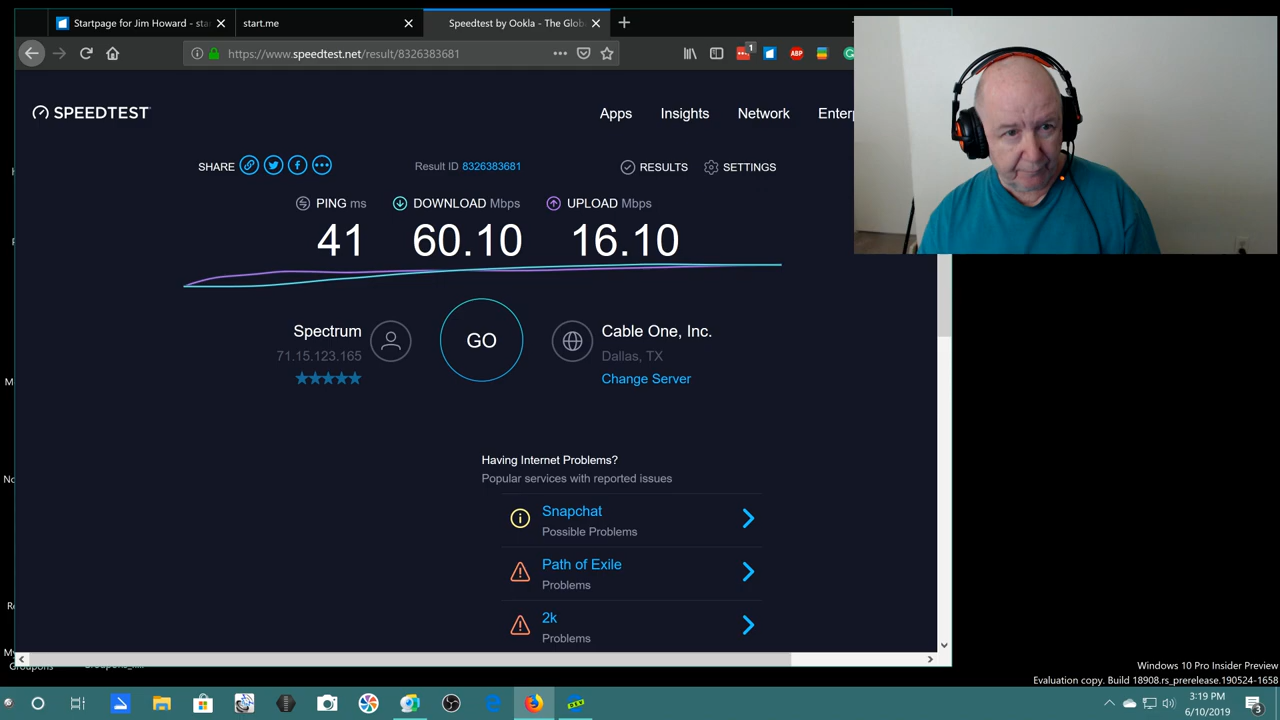 Startpage for Jim Howard - sta
start.me
Speedtest by Ookla - The Glob
https://www.speedtest.net/result/8326383681
1
ABP
SPEEDTEST
Apps
Insights
Network
Enter
SHARE
Result ID 8326383681
RESULTS
SETTINGS
PING ms
DOWNLOAD Mbps
UPLOAD Mbps
41
60.10
16.10
Spectrum
71.15.123.165
GO
Cable One, Inc.
Dallas, TX
Change Server
Having Internet Problems?
Popular services with reported issues
Snapchat
Possible Problems
Path of Exile
Problems
2k
Problems
Windows 10 Pro Insider Preview
Evaluation copy. Build 18908.rs_prerelease.190524-1658
3:19 PM
6/10/2019
3